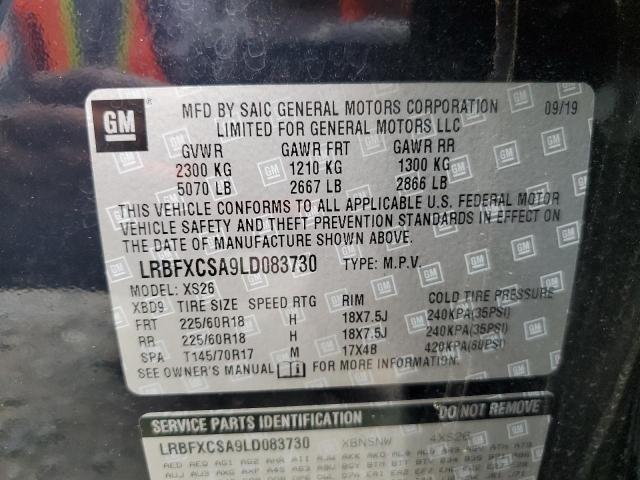 GM
MFD BY SAIC GENERAL MOTORS CORPORATION 09/19
LIMITED FOR GENERAL MOTORS LLC
GVWR GAWR FRT GAWR RR
2300 KG 1210 KG 1300 KG
5070 LB 2667 LB 2866 LB
THIS VEHICLE CONFORMS TO ALL APPLICABLE U.S. FEDERAL MOTOR
VEHICLE SAFETY AND THEFT PREVENTION STANDARDS IN EFFECT ON
THE DATE OF MANUFACTURE SHOWN ABOVE.
LRBFXCSA9LD083730 TYPE: M.P.V.
MODEL: XS26
XBD9 TIRE SIZE SPEED RTG RIM COLD TIRE PRESSURE
FRT 225/60R18 H 18X7.5J 240KPA(35PSI)
RR 225/60R18 H 18X7.5J 240KPA(35PSI)
SPA T145/70R17 M 17X4B 420KPA(60PSI)
SEE OWNER'S MANUAL FOR MORE INFORMATION
SERVICE PARTS IDENTIFICATION DO NOT REMOVE
LRBFXCSA9LD083730 XBNSNW 4XS26